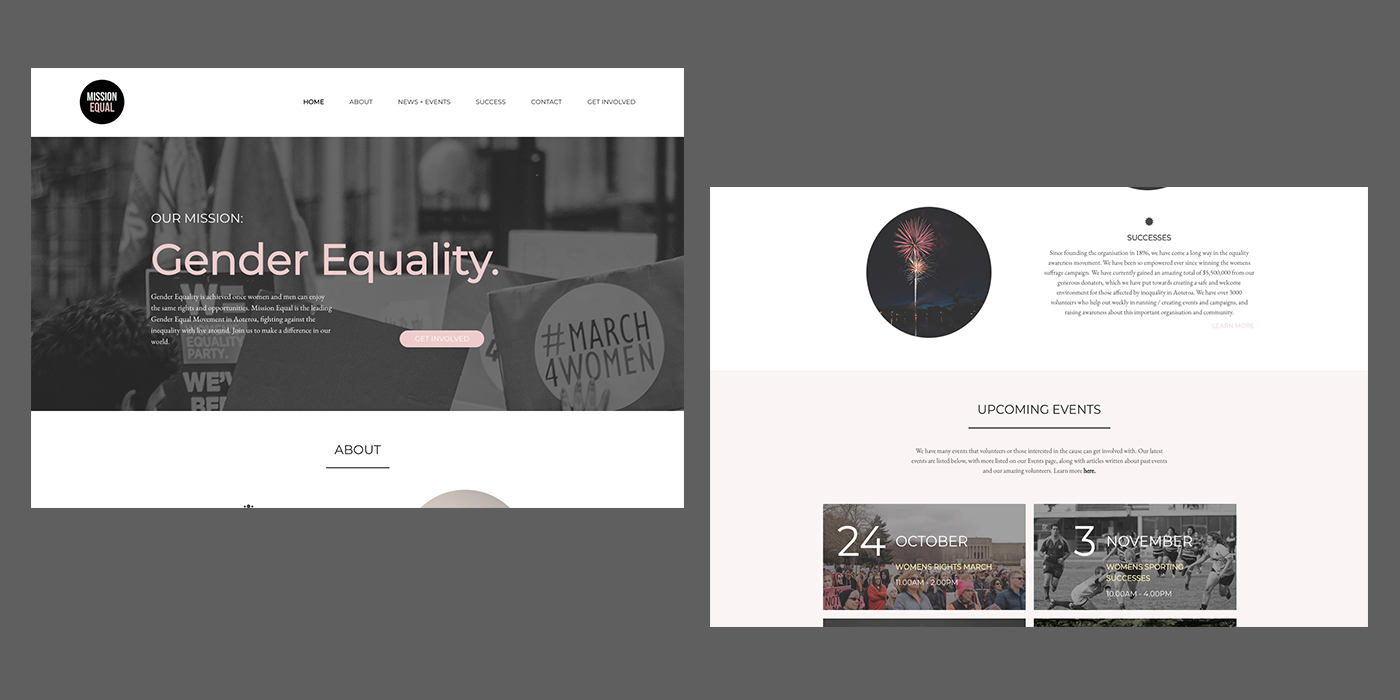 MISSION
EQUAL
HOME ABOUT NEWS + EVENTS SUCCESS CONTACT GET INVOLVED
OUR MISSION:
Gender Equality.
Gender Equality is achieved once women and men can enjoy
the same rights and opportunities. Mission Equal is the leading
Gender Equal Movement in Aoteroa, fighting against the
inequality with live around. Join us to make a difference in our
world.
GET INVOLVED
#MARCH
4WOMEN
EQUALITY
PARTY.
WE'V
BEE
ABOUT
SUCCESSES
Since founding the organisation in 1896, we have come a long way in the equality
awareness movement. We have been so empowered ever since winning the womens
suffrage campaign. We have currently gained an amazing total of $5,500,000 from our
generous donaters, which we have put towards creating a safe and welcome
environment for those affected by inequality in Aoteroa. We have over 3000
volunteers who help out weekly in running / creating events and campaigns, and
raising awareness about this important organisation and community.
LEARN MORE
UPCOMING EVENTS
We have many events that volunteers or those interested in the cause can get involved with. Our latest
events are listed below, with more listed on our Events page, along with articles written about past events
and our amazing volunteers. Learn more here.
24 OCTOBER
WOMENS RIGHTS MARCH
11:00AM - 2:00PM
3 NOVEMBER
WOMENS SPORTING
SUCCESSES
10:00AM - 4:00PM